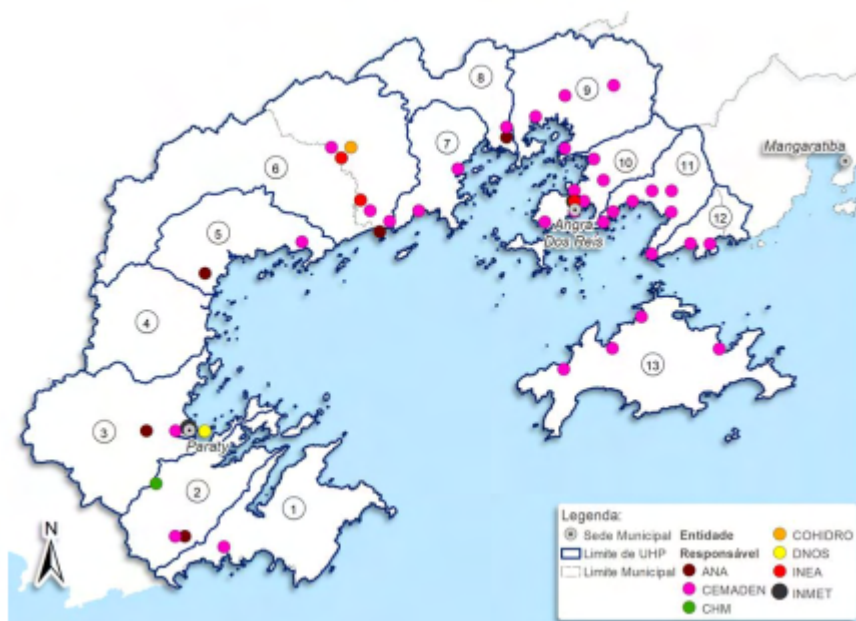 8
9
Mangaratiba
7
10
6
11
12
5
Angra
Dos Reis
4
13
3
Paraty
2
1
N
Legenda:
Sede Municipal
Limite de UHP
Limite Municipal
Entidade
Responsável
ANA
CEMADEN
CHM
COHIDRO
DNOS
INEA
INMET